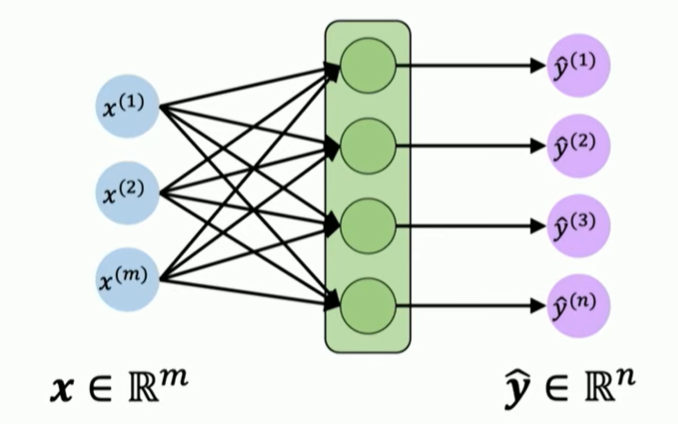 x^(1)
x^(2)
x^(m)
ŷ^(1)
ŷ^(2)
ŷ^(3)
ŷ^(n)
x ∈ ℝ^m
ŷ ∈ ℝ^n